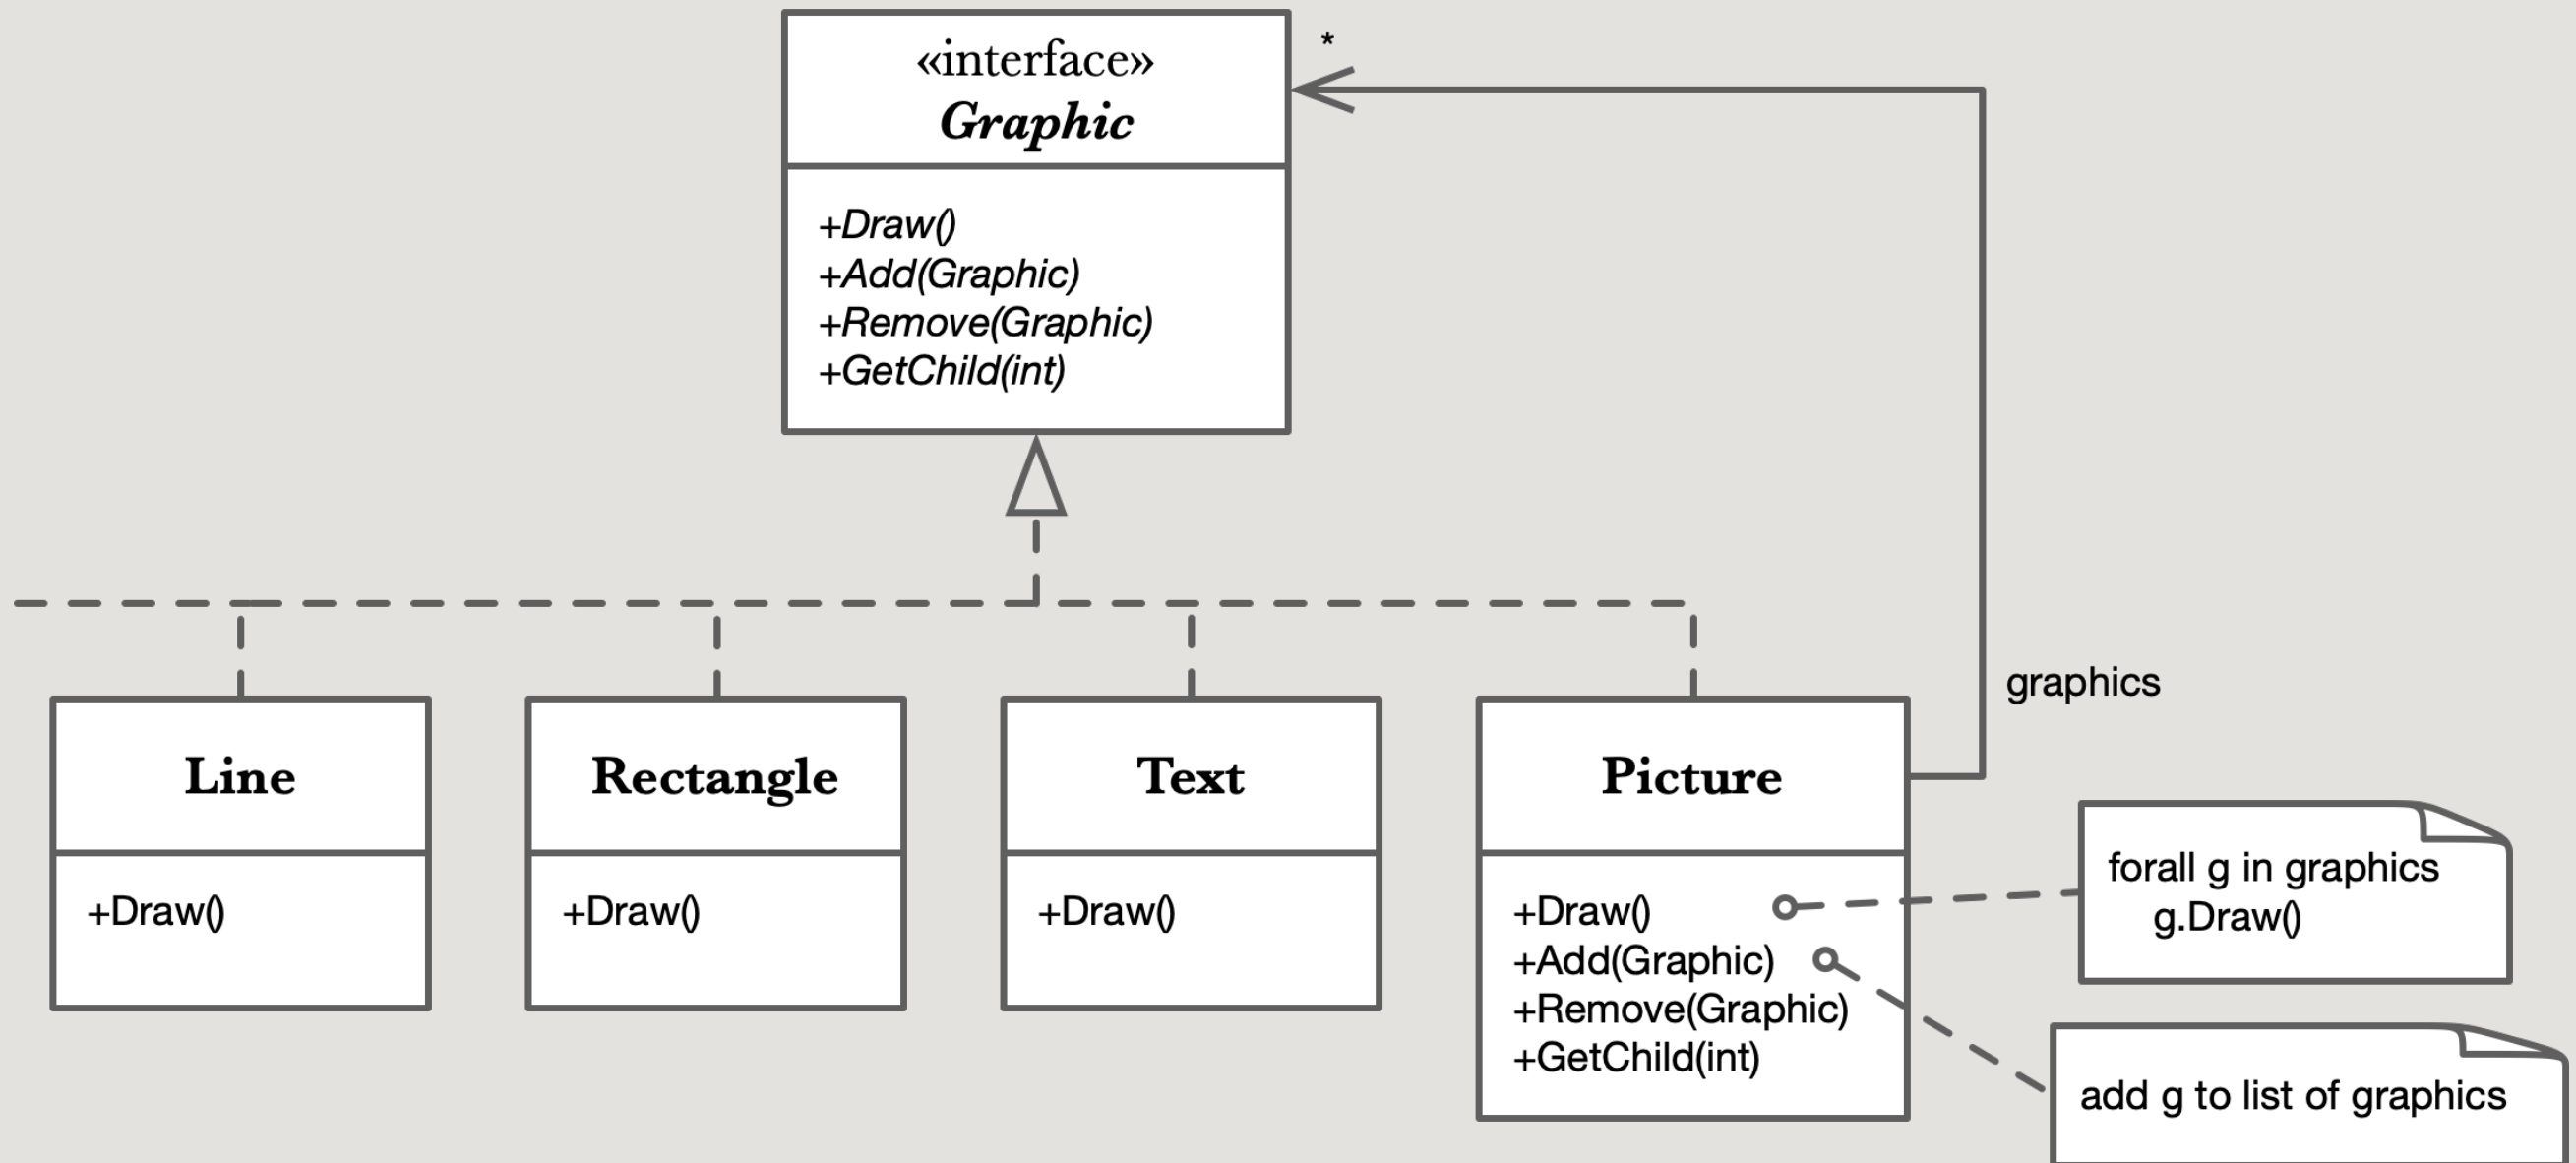 *
«interface»
Graphic
+Draw()
+Add(Graphic)
+Remove(Graphic)
+GetChild(int)
graphics
Line
+Draw()
Rectangle
+Draw()
Text
+Draw()
Picture
+Draw()
+Add(Graphic)
+Remove(Graphic)
+GetChild(int)
forall g in graphics
g.Draw()
add g to list of graphics